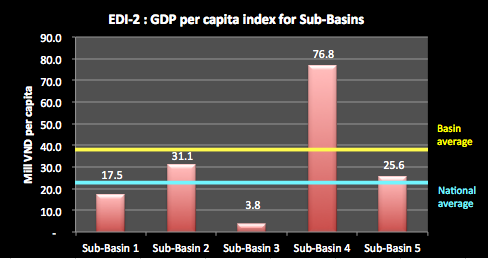 EDI-2 : GDP per capita index for Sub-Basins
Mill VND per capita
90.0
80.0
70.0
60.0
50.0
40.0
30.0
20.0
10.0
-
17.5
31.1
3.8
76.8
25.6
Basin
average
National
average
Sub-Basin 1
Sub-Basin 2
Sub-Basin 3
Sub-Basin 4
Sub-Basin 5